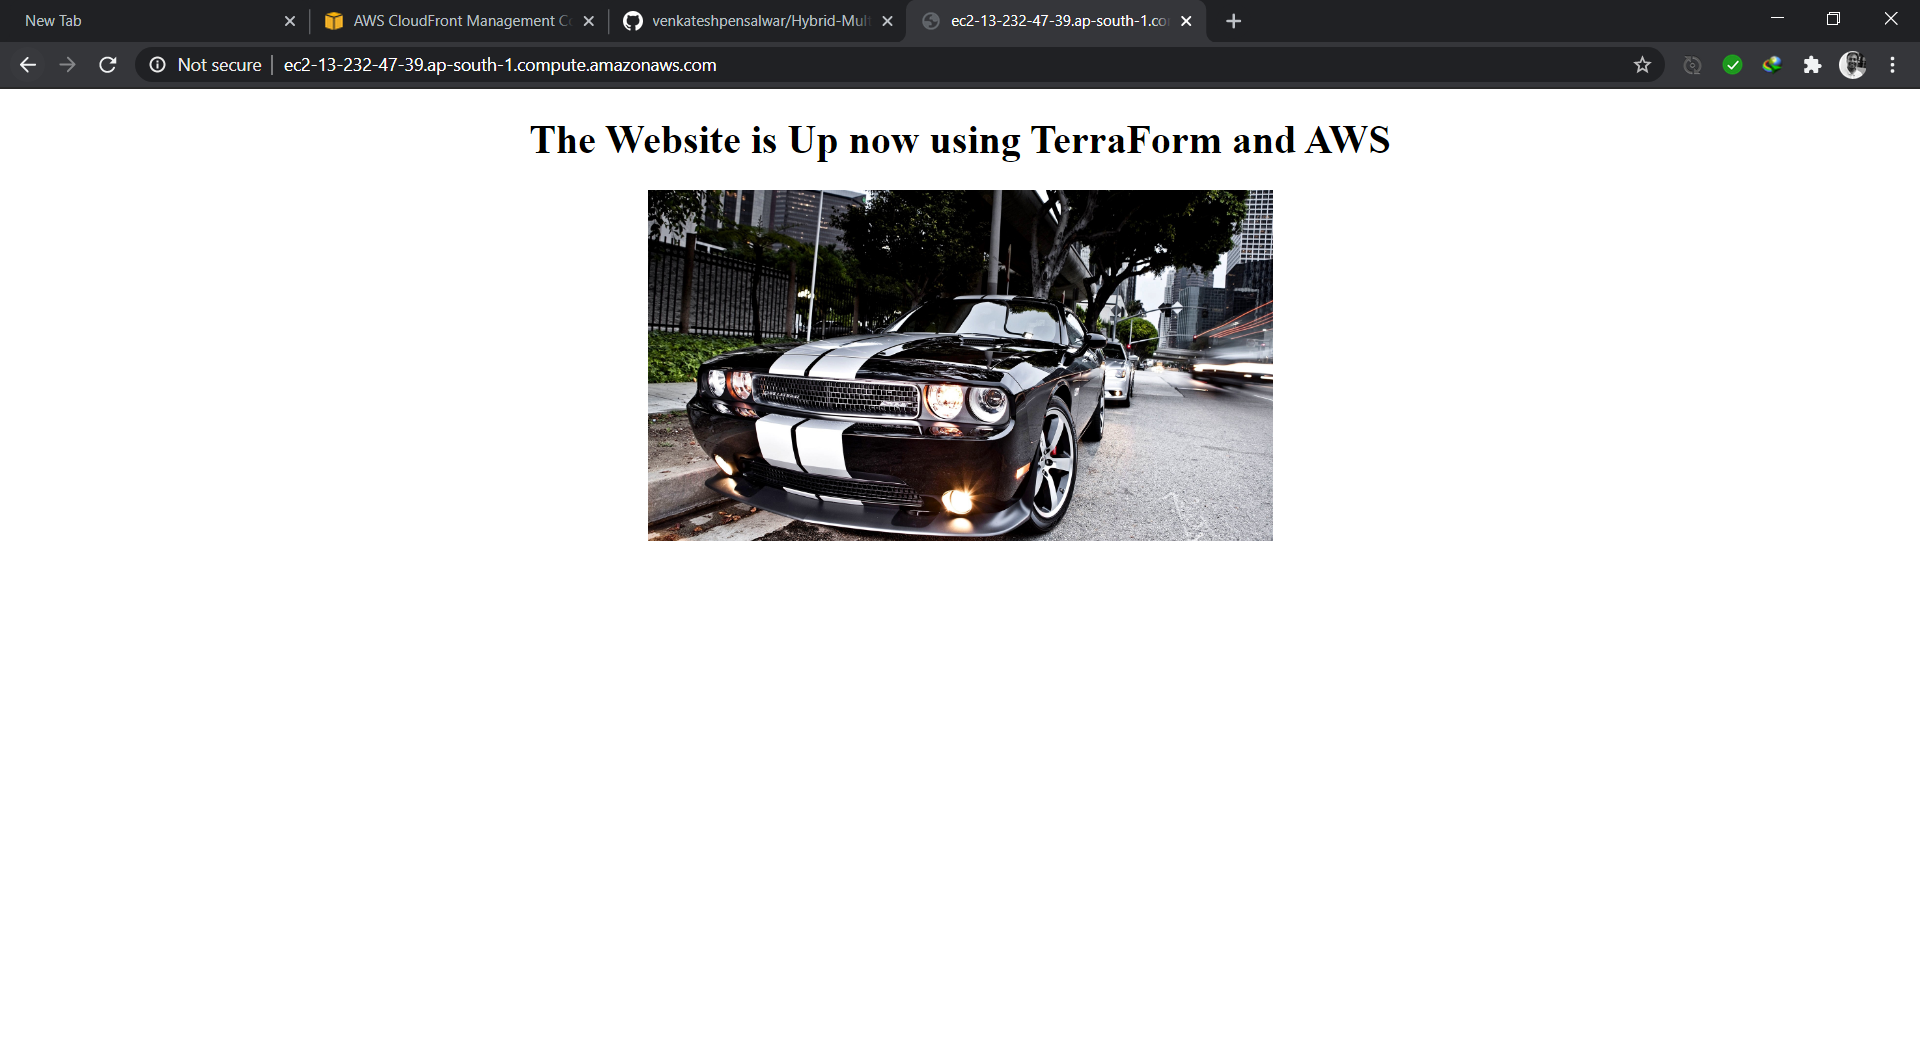 New Tab
AWS CloudFront Management C
venkateshpensalwar/Hybrid-Mul
ec2-13-232-47-39.ap-south-1.co
Not secure
ec2-13-232-47-39.ap-south-1.compute.amazonaws.com
The Website is Up now using TerraForm and AWS